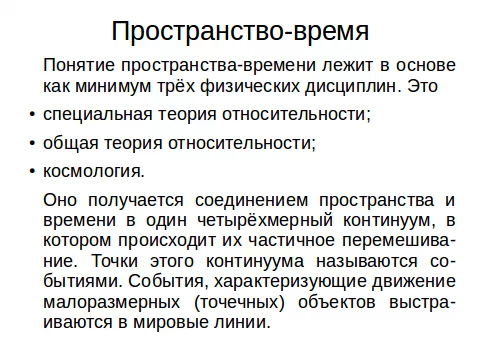 Пространство-время
Понятие пространства-времени лежит в основе
как минимум трёх физических дисциплин. Это
• специальная теория относительности;
• общая теория относительности;
• космология.
Оно получается соединением пространства и
времени в один четырёхмерный континуум, в
котором происходит их частичное перемешива-
ние. Точки этого континуума называются со-
бытиями. События, характеризующие движение
малоразмерных (точечных) объектов выстра-
иваются в мировые линии.